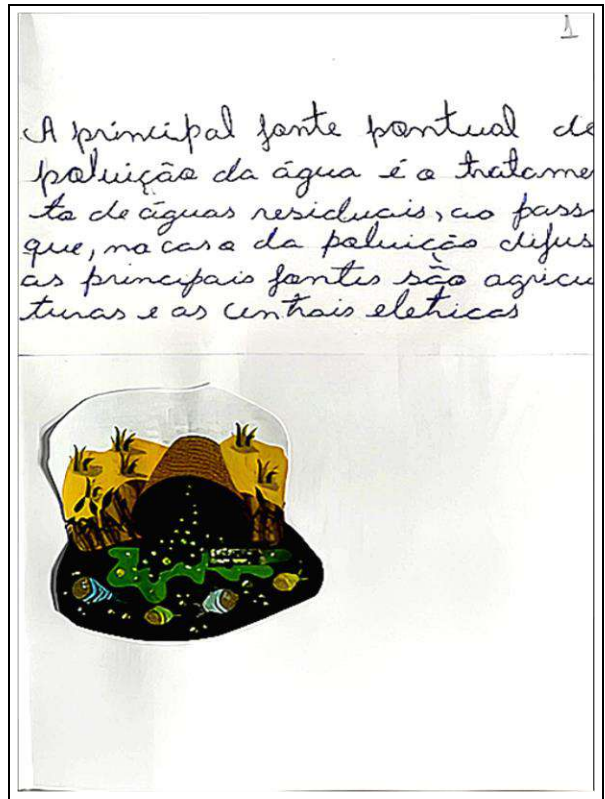 1
A principal fonte pontual de
poluição da água é o tratame
to de águas residuais, ao pass
que, no caso da poluição difus
as principais fontes são agricu
turas e as centrais eletricas